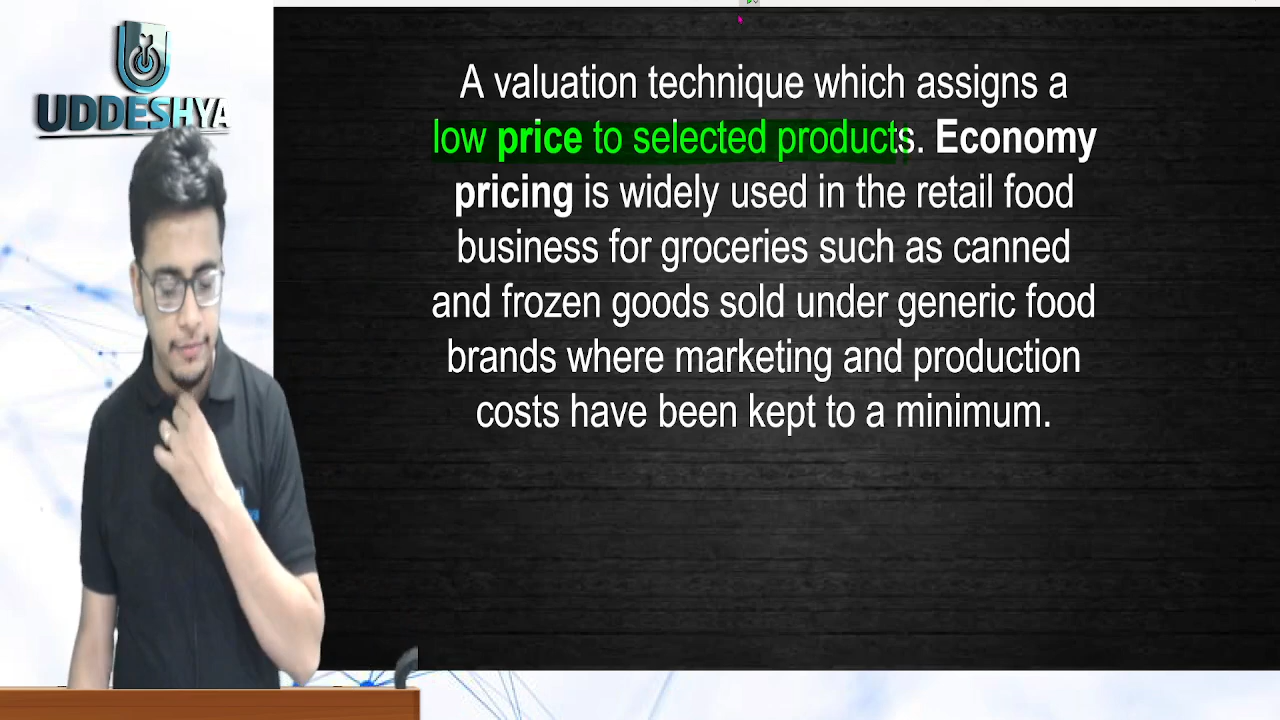 UDDESHYA
A valuation technique which assigns a
low price to selected products. Economy
pricing is widely used in the retail food
business for groceries such as canned
and frozen goods sold under generic food
brands where marketing and production
costs have been kept to a minimum.